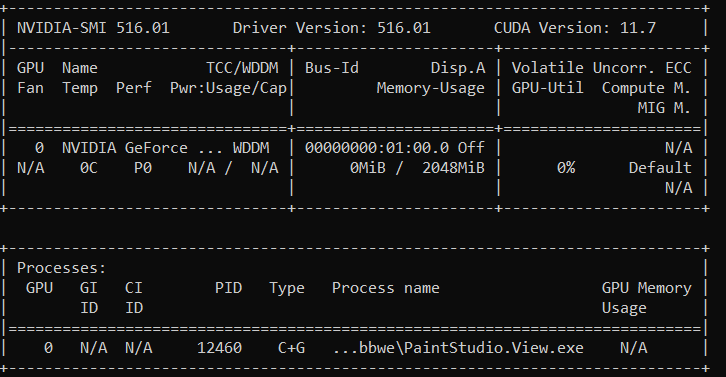 NVIDIA-SMI 516.01 Driver Version: 516.01 CUDA Version: 11.7
GPU Name TCC/WDDM | Bus-Id Disp.A | Volatile Uncorr. ECC
Fan Temp Perf Pwr:Usage/Cap| Memory-Usage | GPU-Util Compute M.
MIG M.
0 NVIDIA GeForce ... WDDM | 00000000:01:00.0 Off | N/A
N/A 0C P0 N/A / N/A | 0MiB / 2048MiB | 0% Default
N/A
Processes:
GPU GI CI PID Type Process name GPU Memory
ID ID Usage
0 N/A N/A 12460 C+G ...bbwe\PaintStudio.View.exe N/A